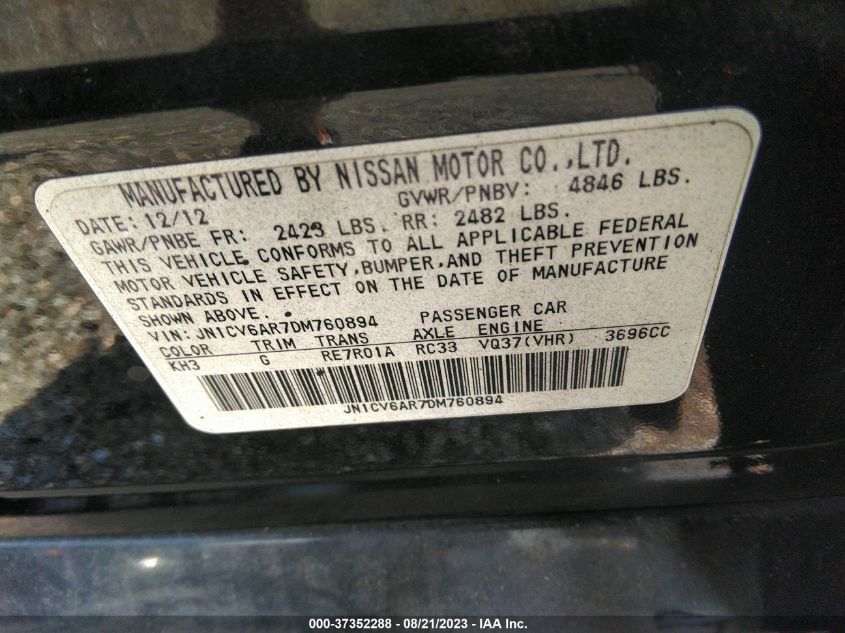 MANUFACTURED BY NISSAN MOTOR CO.,LTD.
DATE: 12/12 GVWR/PNBV: 4846 LBS.
GAWR/PNBE FR: 2423 LBS. RR: 2482 LBS.
THIS VEHICLE CONFORMS TO ALL APPLICABLE FEDERAL
MOTOR VEHICLE SAFETY, BUMPER, AND THEFT PREVENTION
STANDARDS IN EFFECT ON THE DATE OF MANUFACTURE
SHOWN ABOVE.
VIN: JN1CV6AR7DM760894 PASSENGER CAR
COLOR TRIM TRANS AXLE ENGINE
KH3 G RE7R01A RC33 VQ37(VHR) 3696CC
JN1CV6AR7DM760894
000-37352288 - 08/21/2023 - IAA Inc.